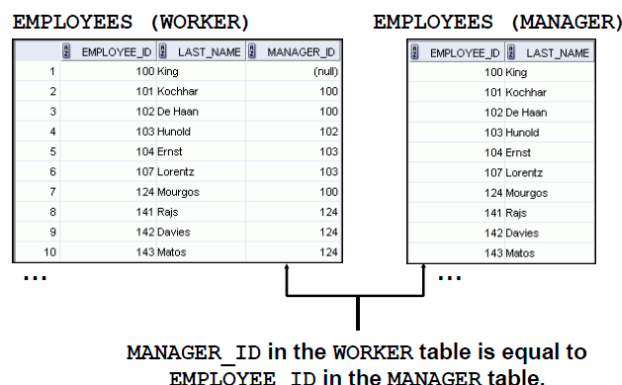 EMPLOYEES (WORKER) EMPLOYEES (MANAGER)
EMPLOYEE_ID LAST_NAME MANAGER_ID EMPLOYEE_ID LAST_NAME
1 100 King (null) 100 King
2 101 Kochhar 100 101 Kochhar
3 102 De Haan 100 102 De Haan
4 103 Hunold 102 103 Hunold
5 104 Ernst 103 104 Ernst
6 107 Lorentz 103 107 Lorentz
7 124 Mourgos 100 124 Mourgos
8 141 Rajs 124 141 Rajs
9 142 Davies 124 142 Davies
10 143 Matos 124 143 Matos
... ...
MANAGER_ID in the WORKER table is equal to
EMPLOYEE_ID in the MANAGER table.